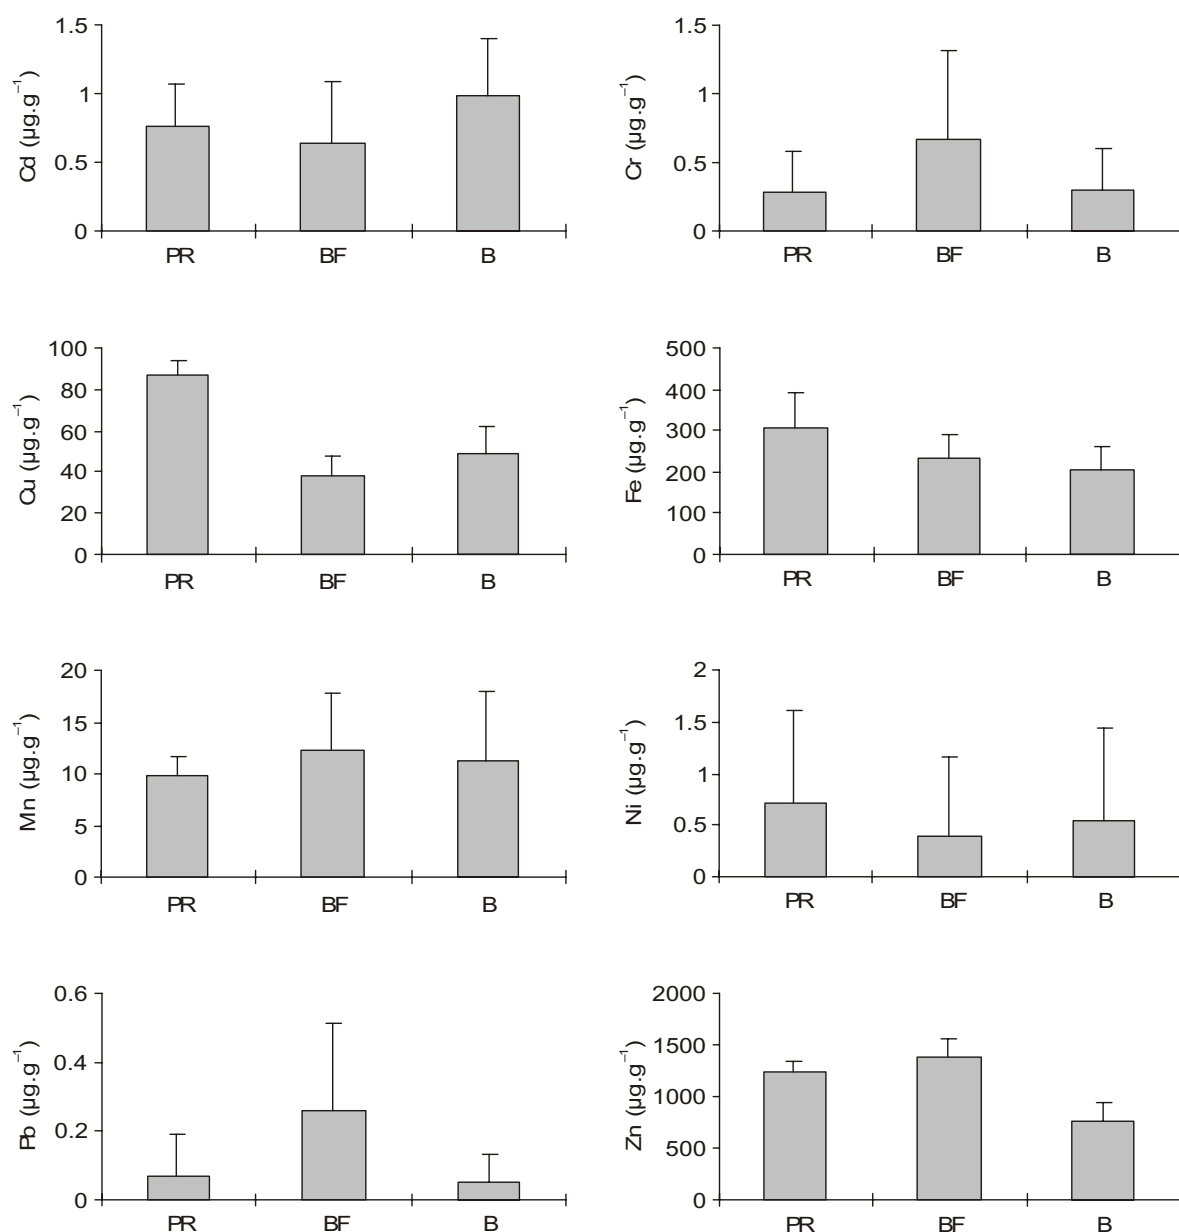 1.5
1
0.5
0
Cd (µg.g⁻¹)
PR BF B
1.5
1
0.5
0
Cr (µg.g⁻¹)
PR BF B
100
80
60
40
20
0
Cu (µg.g⁻¹)
PR BF B
500
400
300
200
100
0
Fe (µg.g⁻¹)
PR BF B
20
15
10
5
0
Mn (µg.g⁻¹)
PR BF B
2
1.5
1
0.5
0
Ni (µg.g⁻¹)
PR BF B
0.6
0.4
0.2
0
Pb (µg.g⁻¹)
PR BF B
2000
1500
1000
500
0
Zn (µg.g⁻¹)
PR BF B